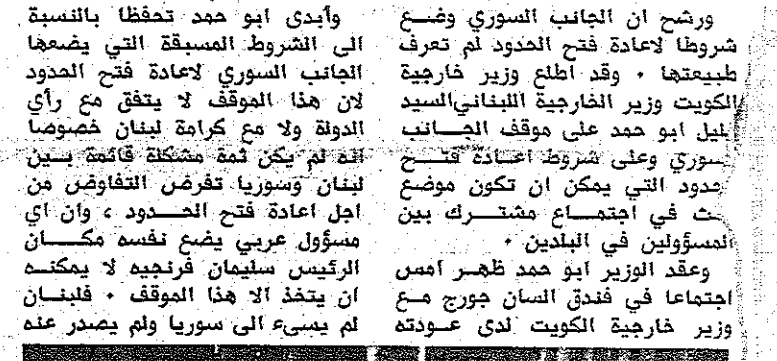 ورشح ان الجانب السوري وضع
شروطا لاعادة فتح الحدود لم تعرف
طبيعتها ٠ وقد اطلع وزير خارجية
الكويت وزير الخارجية اللبناني السيد
ليل ابو حمد على موقف الجانب
سوري وعلى شروط اعادة فتح
حدود التي يمكن ان تكون موضع
ث في اجتماع مشترك بين
المسؤولين في البلدين ٠
وعقد الوزير ابو حمد ظهر امس
اجتماعا في فندق السان جورج مع
وزير خارجية الكويت لدى عودته
وأبدى ابو حمد تحفظا بالنسبة
الى الشروط المسبقة التي يضعها
الجانب السوري لاعادة فتح الحدود
لان هذا الموقف لا يتفق مع رأي
الدولة ولا مع كرامة لبنان خصوصا
انه لم يكن ثمة مشكلة قائمة بين
لبنان وسوريا تفرض التفاوض من
اجل اعادة فتح الحدود ، وان اي
مسؤول عربي يضع نفسه مكان
الرئيس سليمان فرنجيه لا يمكنه
ان يتخذ الا هذا الموقف ٠ فلبنان
لم يسيء الى سوريا ولم يصدر عنه